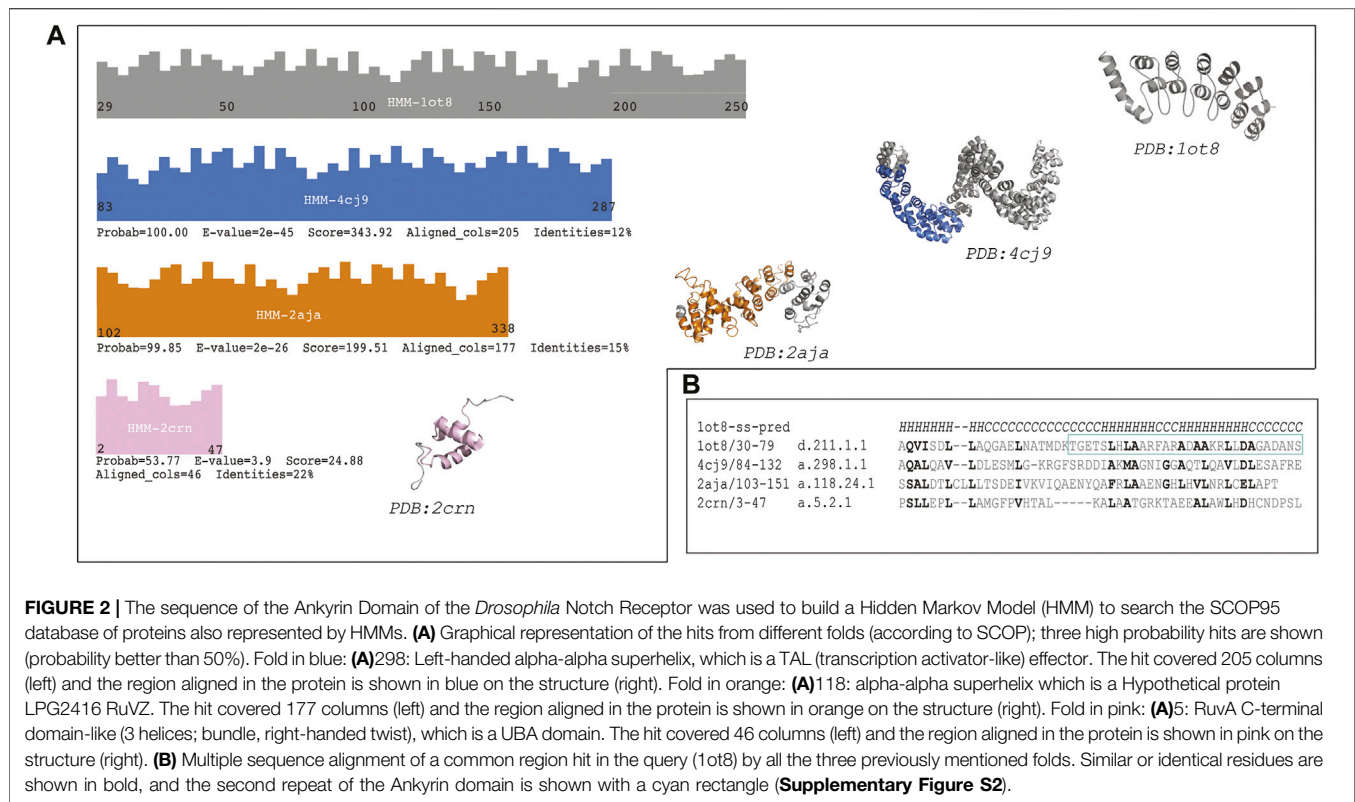 A
29 50 100 150 200 250
HMM-1ot8
PDB:1ot8
HMM-4cj9
83 287
Probab=100.00 E-value=2e-45 Score=343.92 Aligned_cols=205 Identities=12%
PDB:4cj9
HMM-2aja
102 338
Probab=99.85 E-value=2e-26 Score=199.51 Aligned_cols=177 Identities=15%
PDB:2aja
HMM-2crn
2 47
Probab=53.77 E-value=3.9 Score=24.88
Aligned_cols=46 Identities=22%
PDB:2crn
B
1ot8-ss-pred HHHHHHH--HHCCCCCCCCCCCCCCCCHHHHHHHCCCHHHHHHHHHCCCCCCC
1ot8/30-79 d.211.1.1 AQVISDL--LAQGAELNATMDKTGETSLHLAARFARADAAKRLLDAGADANS
4cj9/84-132 a.298.1.1 AQALQAV--LDLESMLG-KRGFSRDDIAKMAGNIGGAQTLQAVLDLESAFRE
2aja/103-151 a.118.24.1 SSALDTLCLLLTSDEIVKVIQAENYQAFRLAAENGHLHVLNRLCELAPT
2crn/3-47 a.5.2.1 PSLLEPL--LAMGFPVHTAL-----KALAATGRKTAEEALAWLHDHCNDPSL
FIGURE 2 | The sequence of the Ankyrin Domain of the Drosophila Notch Receptor was used to build a Hidden Markov Model (HMM) to search the SCOP95
database of proteins also represented by HMMs. (A) Graphical representation of the hits from different folds (according to SCOP); three high probability hits are shown
(probability better than 50%). Fold in blue: (A)298: Left-handed alpha-alpha superhelix, which is a TAL (transcription activator-like) effector. The hit covered 205 columns
(left) and the region aligned in the protein is shown in blue on the structure (right). Fold in orange: (A)118: alpha-alpha superhelix which is a Hypothetical protein
LPG2416 RuVZ. The hit covered 177 columns (left) and the region aligned in the protein is shown in orange on the structure (right). Fold in pink: (A)5: RuvA C-terminal
domain-like (3 helices; bundle, right-handed twist), which is a UBA domain. The hit covered 46 columns (left) and the region aligned in the protein is shown in pink on the
structure (right). (B) Multiple sequence alignment of a common region hit in the query (1ot8) by all the three previously mentioned folds. Similar or identical residues are
shown in bold, and the second repeat of the Ankyrin domain is shown with a cyan rectangle (Supplementary Figure S2).